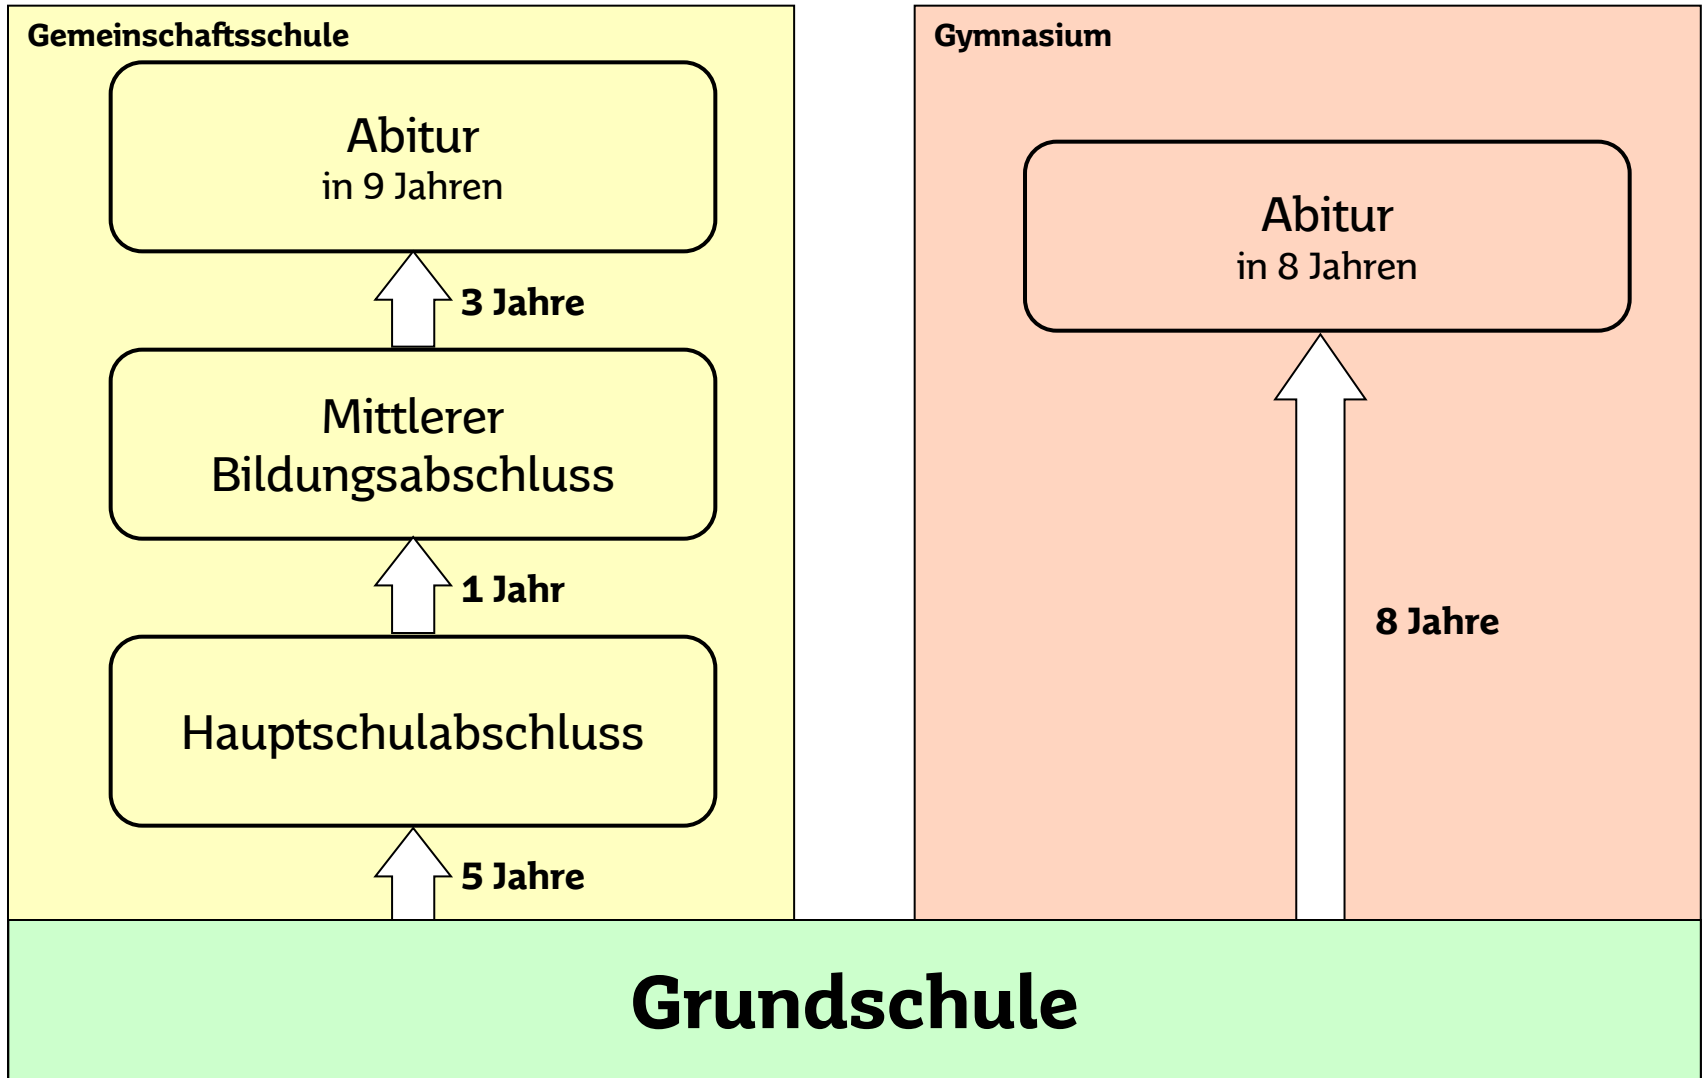 Gemeinschaftsschule
Abitur
in 9 Jahren
3 Jahre
Mittlerer
Bildungsabschluss
1 Jahr
Hauptschulabschluss
5 Jahre
Gymnasium
Abitur
in 8 Jahren
8 Jahre
Grundschule